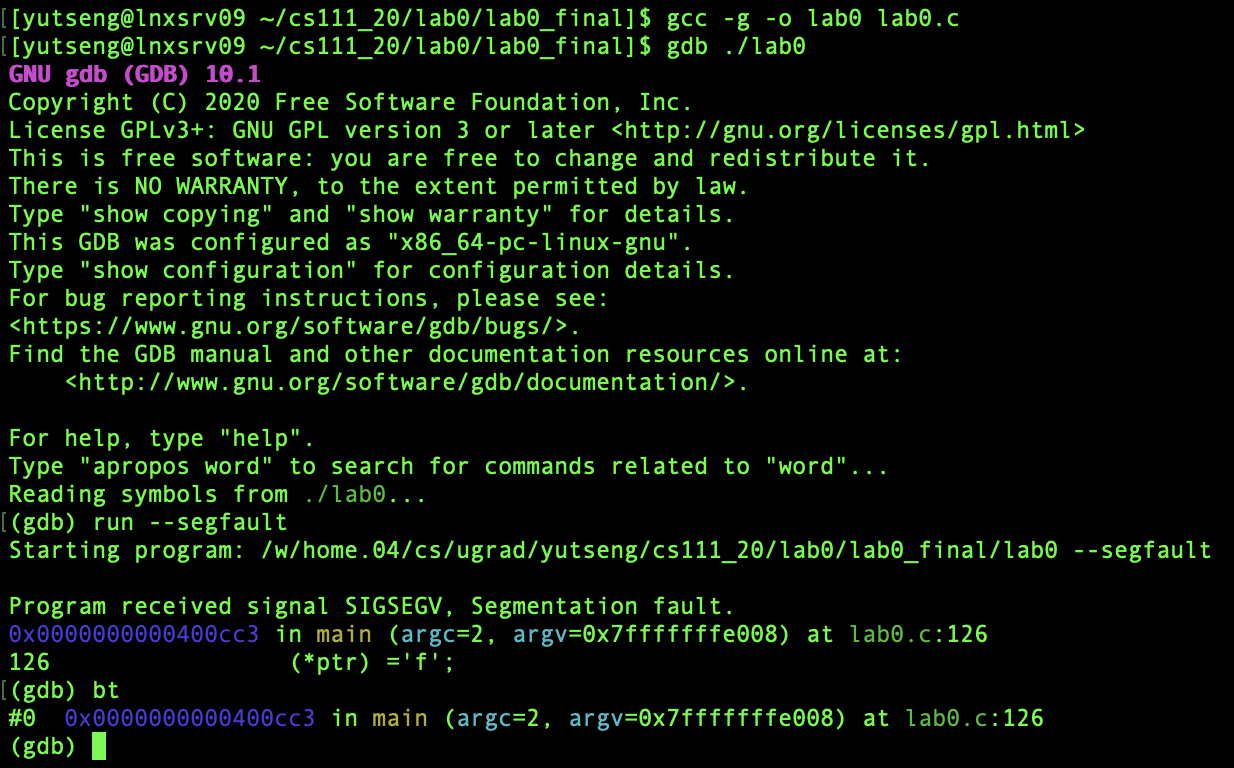 [[yutseng@lnxsrv09 ~/cs111_20/lab0/lab0_final]$ gcc -g -o lab0 lab0.c
[[yutseng@lnxsrv09 ~/cs111_20/lab0/lab0_final]$ gdb ./lab0
GNU gdb (GDB) 10.1
Copyright (C) 2020 Free Software Foundation, Inc.
License GPLv3+: GNU GPL version 3 or later <http://gnu.org/licenses/gpl.html>
This is free software: you are free to change and redistribute it.
There is NO WARRANTY, to the extent permitted by law.
Type "show copying" and "show warranty" for details.
This GDB was configured as "x86_64-pc-linux-gnu".
Type "show configuration" for configuration details.
For bug reporting instructions, please see:
<https://www.gnu.org/software/gdb/bugs/>.
Find the GDB manual and other documentation resources online at:
    <http://www.gnu.org/software/gdb/documentation/>.

For help, type "help".
Type "apropos word" to search for commands related to "word"...
Reading symbols from ./lab0...
[(gdb) run --segfault
Starting program: /w/home.04/cs/ugrad/yutseng/cs111_20/lab0/lab0_final/lab0 --segfault

Program received signal SIGSEGV, Segmentation fault.
0x0000000000400cc3 in main (argc=2, argv=0x7fffffffe008) at lab0.c:126
126                 (*ptr) ='f';
[(gdb) bt
#0  0x0000000000400cc3 in main (argc=2, argv=0x7fffffffe008) at lab0.c:126
(gdb)